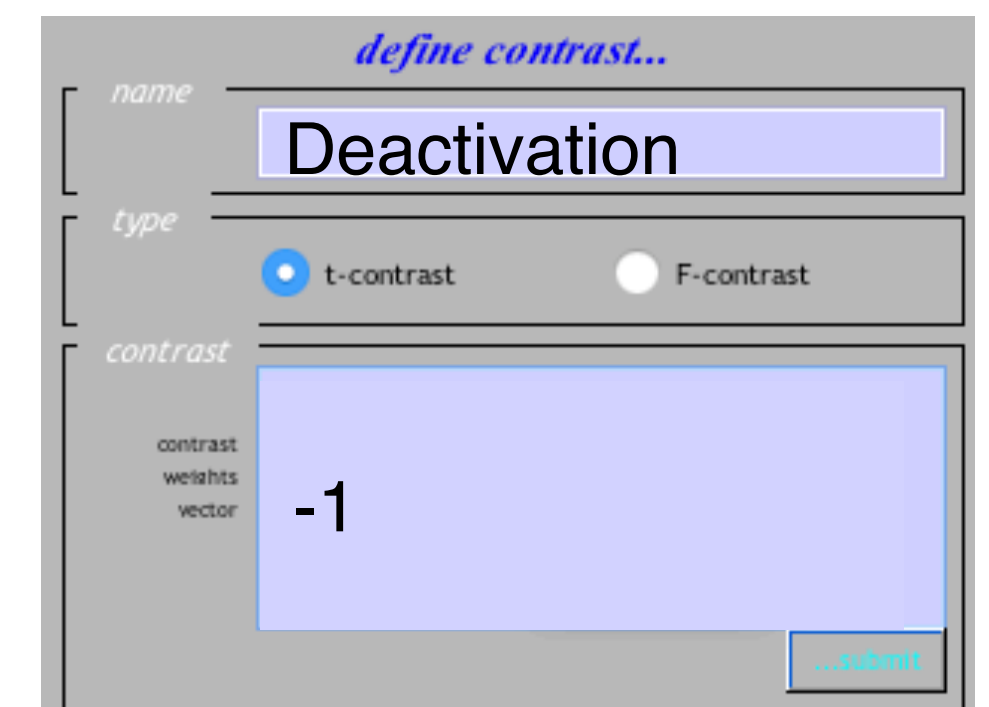 define contrast...
name
Deactivation
type
t-contrast F-contrast
contrast
contrast
weights
vector
-1
...submit